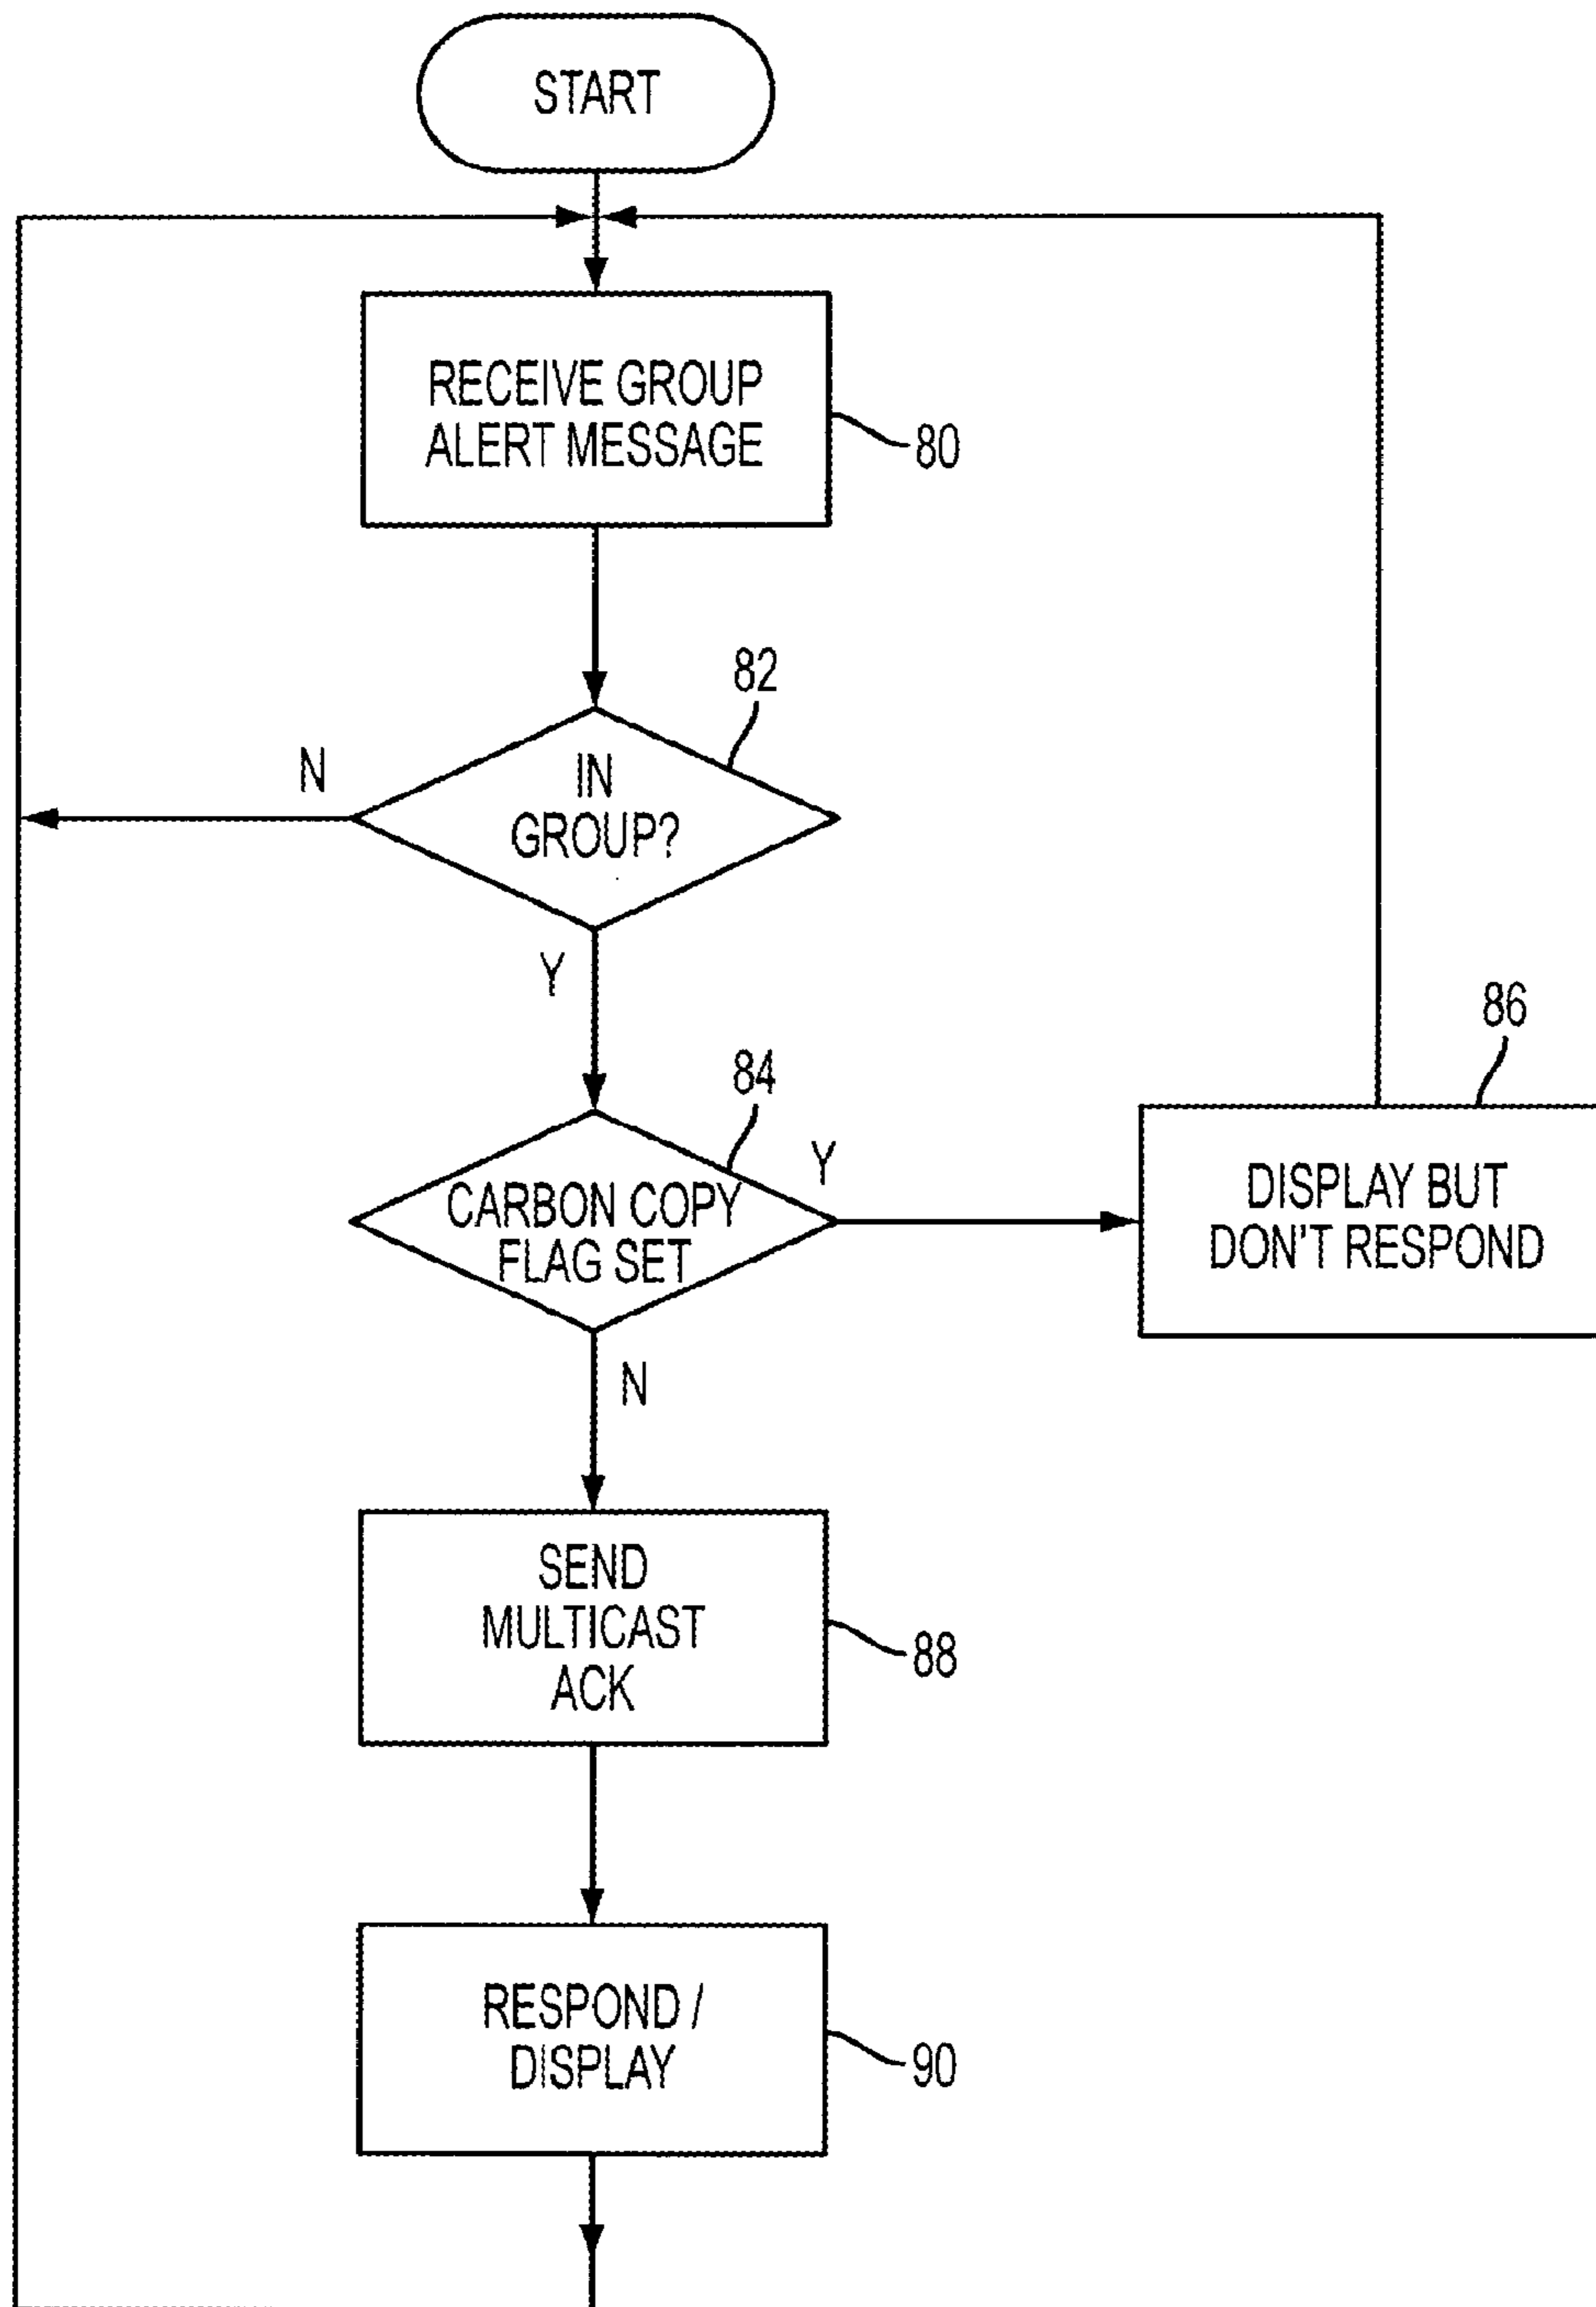 START
RECEIVE GROUP
ALERT MESSAGE
80
82
N
IN
GROUP?
Y
84
Y
CARBON COPY
FLAG SET
86
DISPLAY BUT
DON'T RESPOND
N
SEND
MULTICAST
ACK
88
RESPOND /
DISPLAY
90